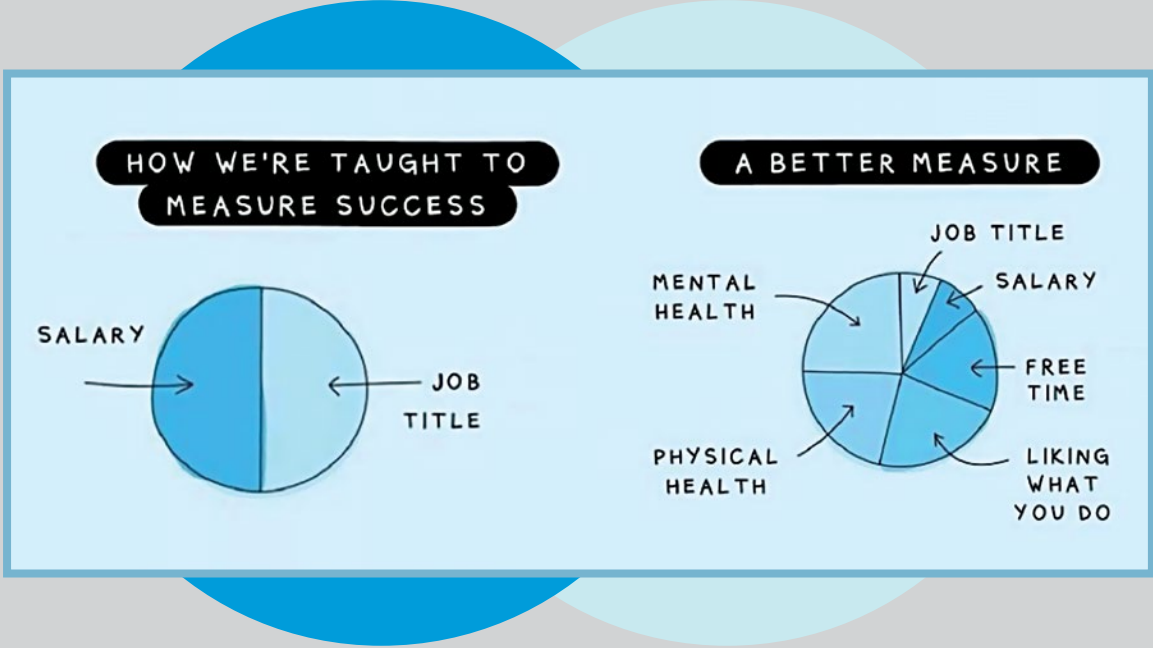 HOW WE'RE TAUGHT TO
MEASURE SUCCESS
SALARY
JOB
TITLE
A BETTER MEASURE
JOB TITLE
SALARY
MENTAL
HEALTH
FREE
TIME
PHYSICAL
HEALTH
LIKING
WHAT
YOU DO